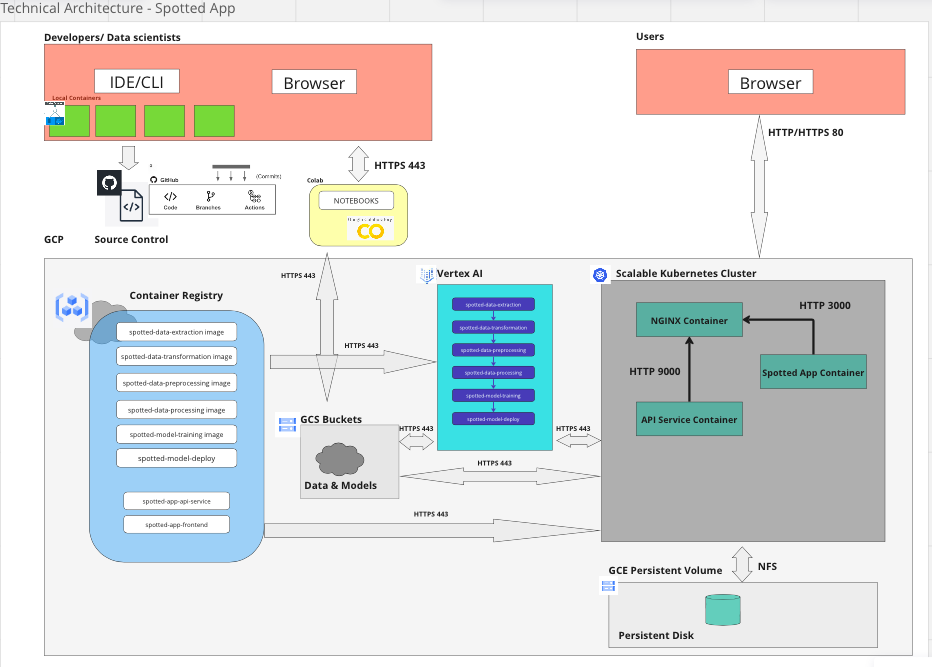 Technical Architecture - Spotted App
Developers/ Data scientists
Users
IDE/CLI
Browser
Browser
Local Containers
HTTP/HTTPS 80
HTTPS 443
GitHub
(Commits)
Code
Branches
Actions
Colab
NOTEBOOKS
GCP
Source Control
HTTPS 443
Vertex AI
Scalable Kubernetes Cluster
Container Registry
spotted-data-extraction image
spotted-data-transformation image
spotted-data-preprocessing image
spotted-data-processing image
spotted-model-training image
spotted-model-deploy
spotted-app-api-service
spotted-app-frontend
HTTPS 443
spotted-data-extraction
spotted-data-transformation
spotted-data-preprocessing
spotted-data-processing
spotted-model-training
spotted-model-deploy
HTTP 3000
NGINX Container
Spotted App Container
HTTP 9000
API Service Container
GCS Buckets
HTTPS 443
HTTPS 443
Data & Models
HTTPS 443
HTTPS 443
GCE Persistent Volume
NFS
Persistent Disk